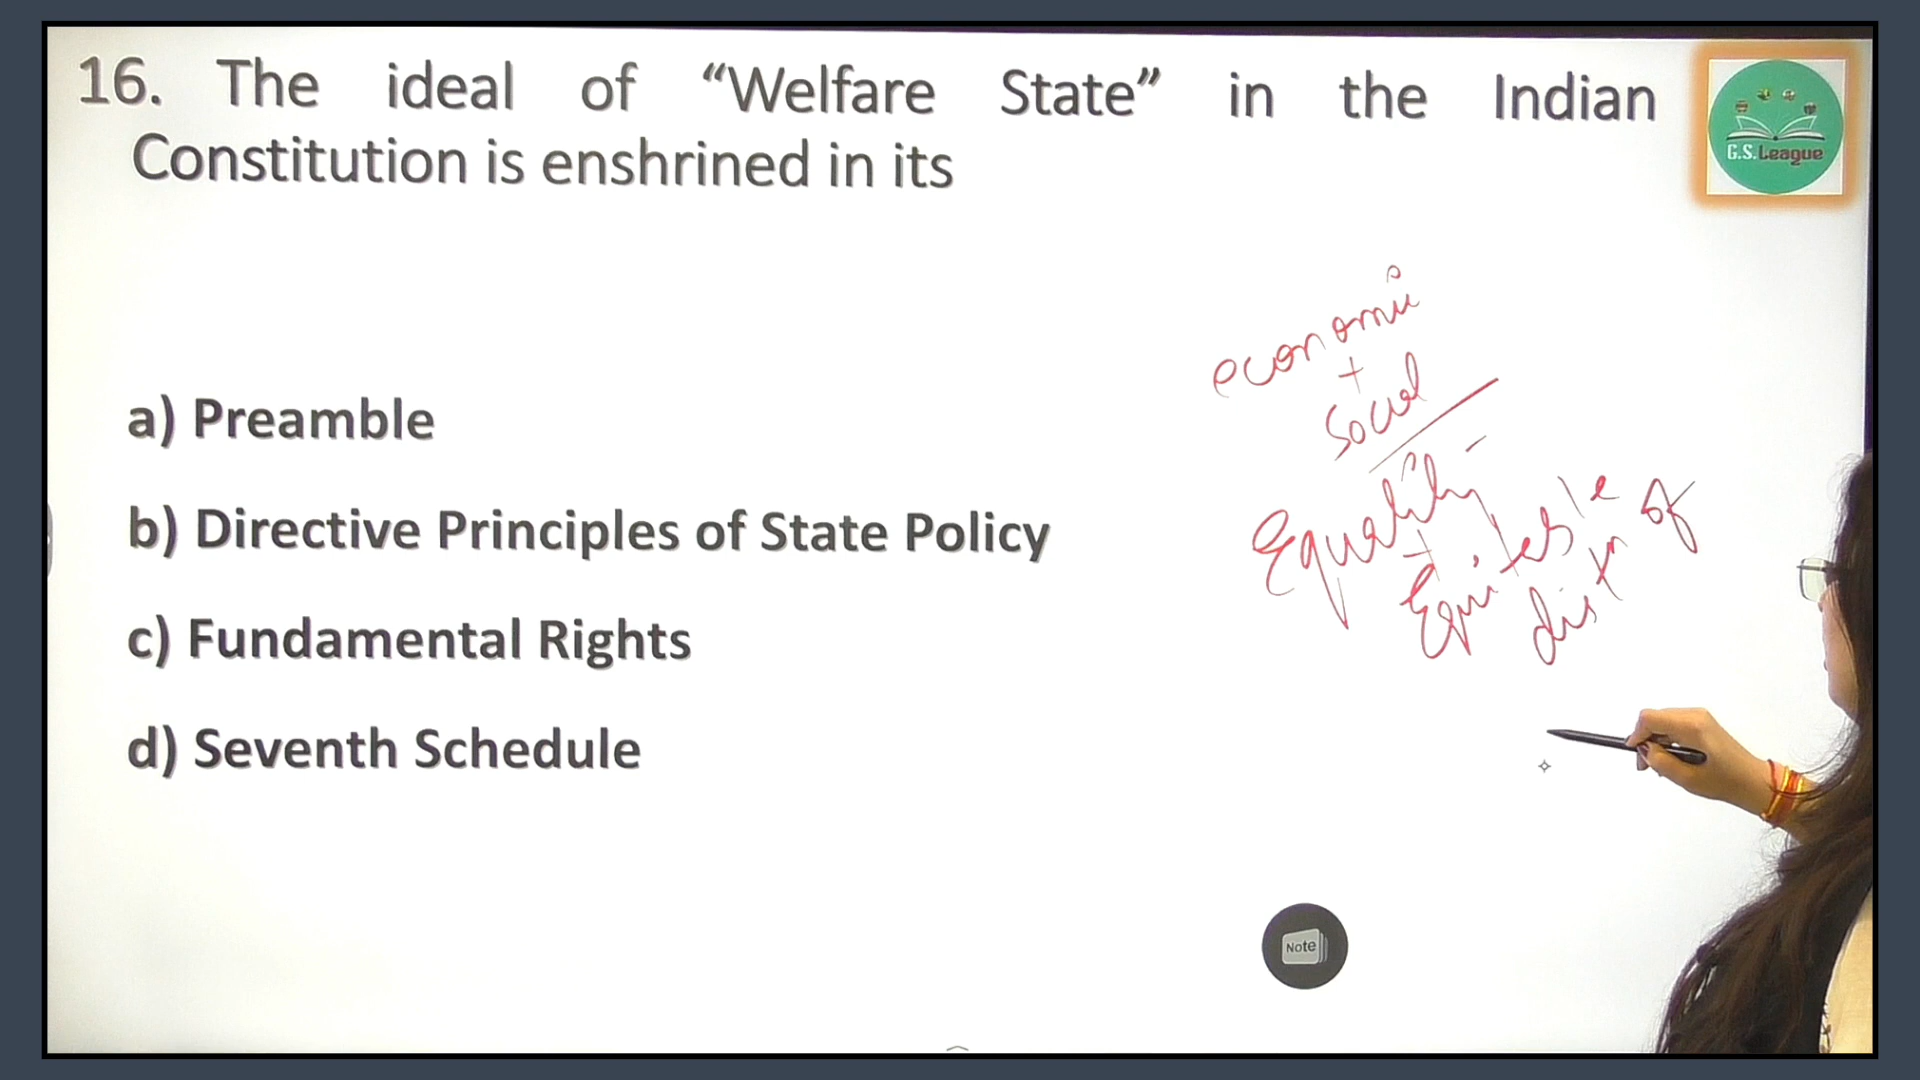 16. The ideal of “Welfare State” in the Indian
Constitution is enshrined in its
G.S.League
a) Preamble
b) Directive Principles of State Policy
c) Fundamental Rights
d) Seventh Schedule
economic
+
Social
Equality
+
Equitable
distn of
Note